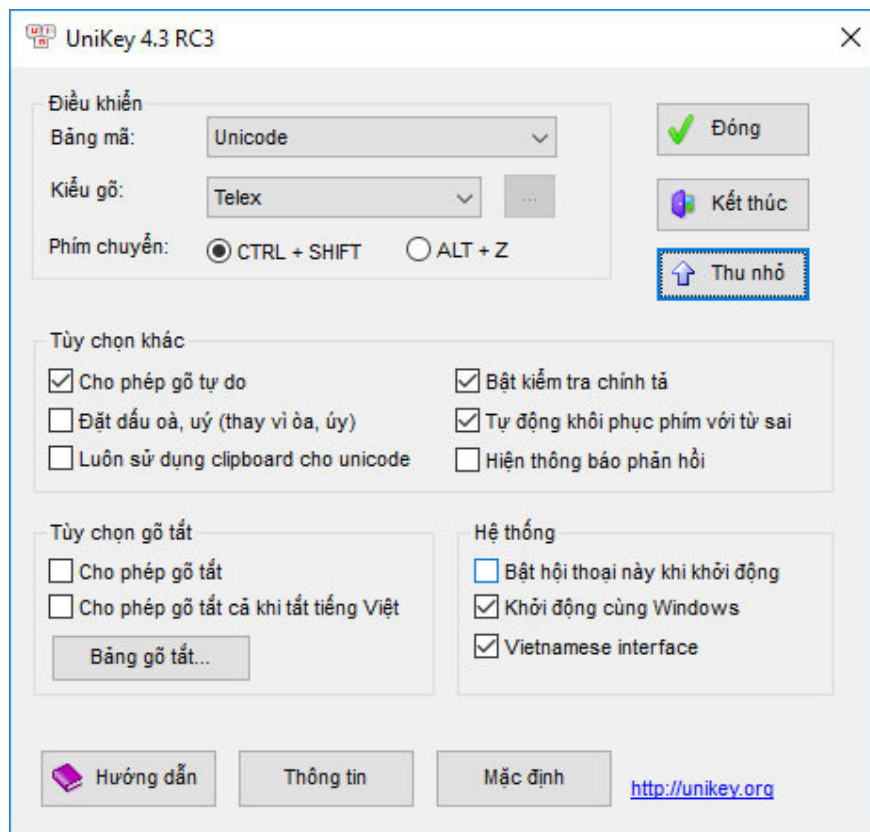 UniKey 4.3 RC3
Điều khiển
Bảng mã: Unicode
Kiểu gõ: Telex ...
Phím chuyển: CTRL + SHIFT ALT + Z
Đóng
Kết thúc
Thu nhỏ
Tùy chọn khác
Cho phép gõ tự do
Đặt dấu oà, uý (thay vì òa, úy)
Luôn sử dụng clipboard cho unicode
Bật kiểm tra chính tả
Tự động khôi phục phím với từ sai
Hiện thông báo phản hồi
Tùy chọn gõ tắt
Cho phép gõ tắt
Cho phép gõ tắt cả khi tắt tiếng Việt
Bảng gõ tắt...
Hệ thống
Bật hội thoại này khi khởi động
Khởi động cùng Windows
Vietnamese interface
Hướng dẫn
Thông tin
Mặc định
http://unikey.org